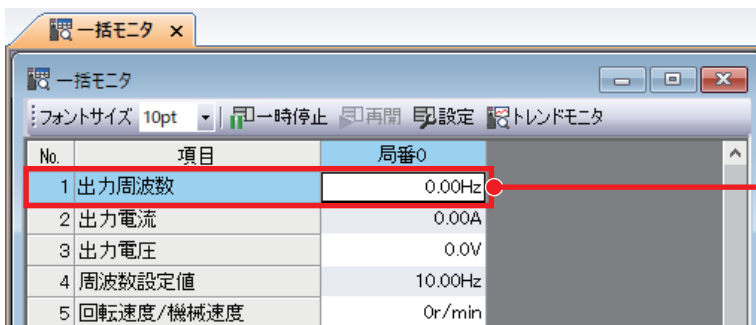 一括モニタ ×
一括モニタ
フォントサイズ 10pt 一時停止 再開 設定 トレンドモニタ
No. 項目 局番0
1 出力周波数 0.00Hz
2 出力電流 0.00A
3 出力電圧 0.0V
4 周波数設定値 10.00Hz
5 回転速度/機械速度 0r/min